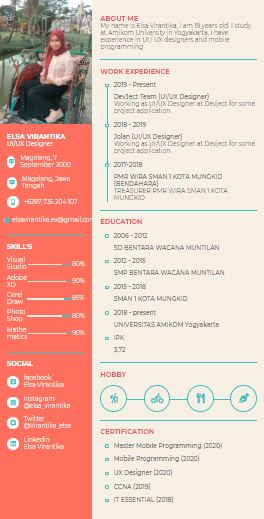 ELSA VIRANTIKA
UI/UX Designer
Magelang, 7
September 2000
Magelang, Jawa
Tengah
+6287 735 264 107
elsavirantika.ev@gmail.com
SKILL'S
Visual
Studio
80%
Adobe
XD
90%
Corel
Draw
85%
Photo
Shop
80%
Mathe
matics
90%
SOCIAL
facebook
Elsa Virantika
Instagram
@elsa_virantika
Twitter
@Virantika_elsa
Linkedin
Elsa Virantika
ABOUT ME
My name is Elsa Virantika, i am 19 years old. I study
at Amikom University in Yogyakarta. I have
experience in UI / UX designers and mobile
programming
WORK EXPERIENCE
2019 - Present
DevJect Team (UI/UX Designer)
Working as UI/UX Designer at Devject for some
project application
2018 - 2019
Jolan (UI/UX Designer)
Working as UI/UX Designer at Devject for some
project application
2017-2018
PMR WIRA SMAN 1 KOTA MUNGKID
(BENDAHARA)
TREASURER PMR WIRA SMAN 1 KOTA
MUNGKID
EDUCATION
2006 - 2012
SD BENTARA WACANA MUNTILAN
2012 - 2015
SMP BENTARA WACANA MUNTILAN
2015 - 2018
SMAN 1 KOTA MUNGKID
2018 - present
UNIVERSITAS AMIKOM Yogyakarta
IPK
3,72
HOBBY
CERTIFICATION
Master Mobile Programming (2020)
Mobile Programming (2020)
UX Designer (2020)
CCNA (2019)
IT ESSENTIAL (2018)